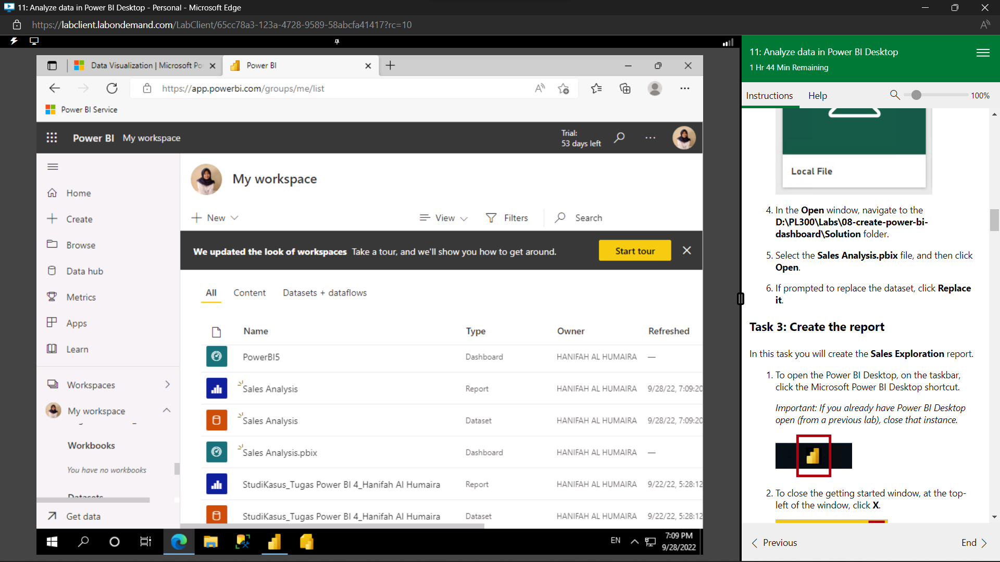 11: Analyze data in Power BI Desktop - Personal - Microsoft Edge
https://labclient.labondemand.com/LabClient/65cc78a3-123a-4728-9589-58abcfa41417?rc=10
Data Visualization | Microsoft Po
Power BI
https://app.powerbi.com/groups/me/list
Power BI Service
Power BI My workspace
Trial:
53 days left
Home
Create
Browse
Data hub
Metrics
Apps
Learn
Workspaces
My workspace
Workbooks
You have no workbooks
Datasets
Get data
My workspace
New
View
Filters
Search
We updated the look of workspaces Take a tour, and we'll show you how to get around.
Start tour
All
Content
Datasets + dataflows
Name Type Owner Refreshed
PowerBI5 Dashboard HANIFAH AL HUMAIRA —
Sales Analysis Report HANIFAH AL HUMAIRA 9/28/22, 7:09:20
Sales Analysis Dataset HANIFAH AL HUMAIRA 9/28/22, 7:09:20
Sales Analysis.pbix Dashboard HANIFAH AL HUMAIRA —
StudiKasus_Tugas Power BI 4_Hanifah Al Humaira Report HANIFAH AL HUMAIRA 9/22/22, 5:28:12
StudiKasus_Tugas Power BI 4_Hanifah Al Humaira Dataset HANIFAH AL HUMAIRA 9/22/22, 5:28:12
EN
7:09 PM
9/28/2022
11: Analyze data in Power BI Desktop
1 Hr 44 Min Remaining
Instructions
Help
100%
Local File
4. In the Open window, navigate to the
D:\PL300\Labs\08-create-power-bi-
dashboard\Solution folder.
5. Select the Sales Analysis.pbix file, and then click
Open.
6. If prompted to replace the dataset, click Replace
it.
Task 3: Create the report
In this task you will create the Sales Exploration report.
1. To open the Power BI Desktop, on the taskbar,
click the Microsoft Power BI Desktop shortcut.
Important: If you already have Power BI Desktop
open (from a previous lab), close that instance.
2. To close the getting started window, at the top-
left of the window, click X.
Previous
End